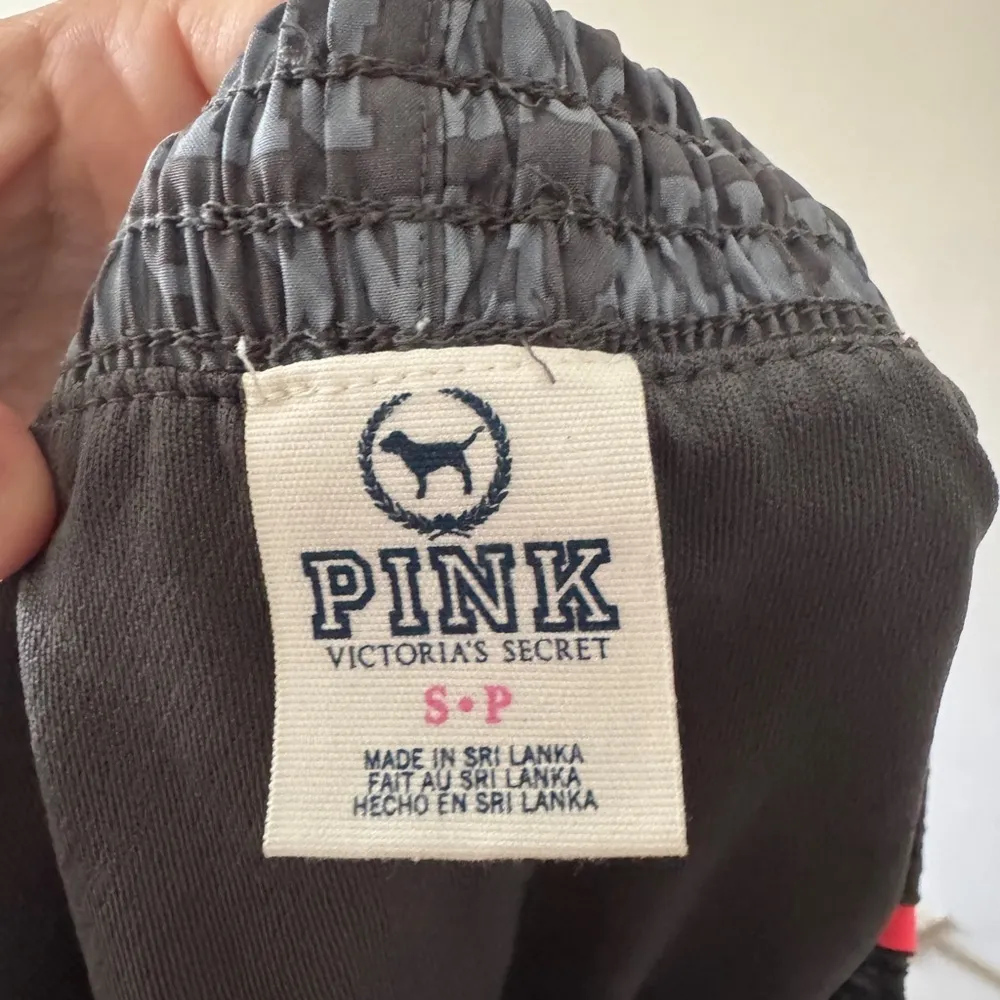 PINK
VICTORIA'S SECRET
S•P
MADE IN SRI LANKA
FAIT AU SRI LANKA
HECHO EN SRI LANKA